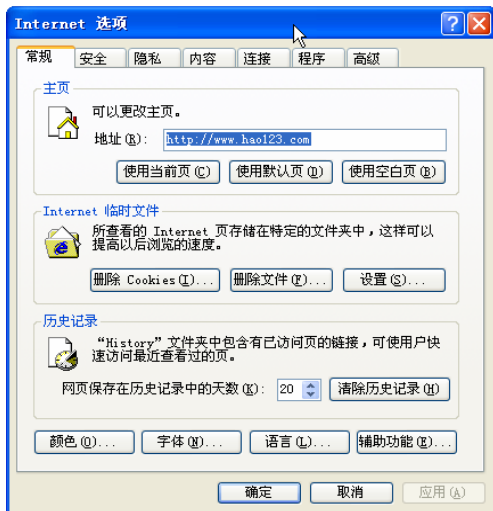 Internet 选项
常规 安全 隐私 内容 连接 程序 高级
主页
可以更改主页。
地址(R): http://www.hao123.com
使用当前页(C) 使用默认页(D) 使用空白页(B)
Internet 临时文件
所查看的 Internet 页存储在特定的文件夹中，这样可以
提高以后浏览的速度。
删除 Cookies(I)... 删除文件(F)... 设置(S)...
历史记录
“History”文件夹中包含有已访问页的链接，可使用户快
速访问最近查看过的页。
网页保存在历史记录中的天数(K): 20 清除历史记录(H)
颜色(O)... 字体(N)... 语言(L)... 辅助功能(E)...
确定 取消 应用(A)